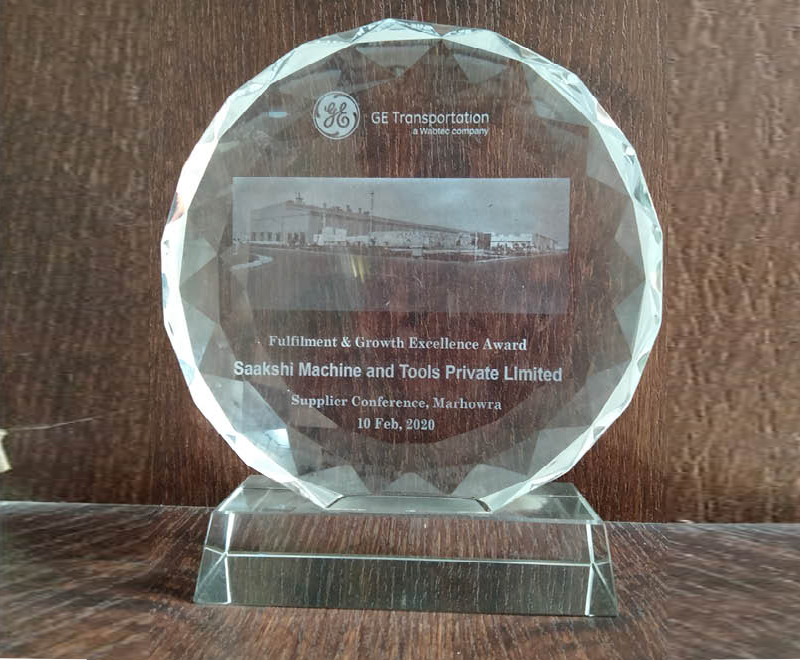 GE
GE Transportation
a Wabtec company
Fulfilment & Growth Excellence Award
Saakshi Machine and Tools Private LImited
Supplier Conference, Marhowra
10 Feb, 2020